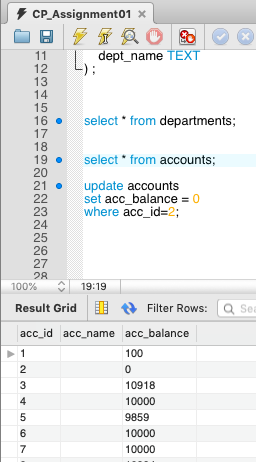 CP_Assignment01
11 dept_name TEXT
12 ) ;
13
14
15
16 select * from departments;
17
18
19 select * from accounts;
20
21 update accounts
22 set acc_balance = 0
23 where acc_id=2;
24
25
26
27
28
100% 19:19
Result Grid Filter Rows: Sea
acc_id acc_name acc_balance
1 100
2 0
3 10918
4 10000
5 9859
6 10000
7 10000